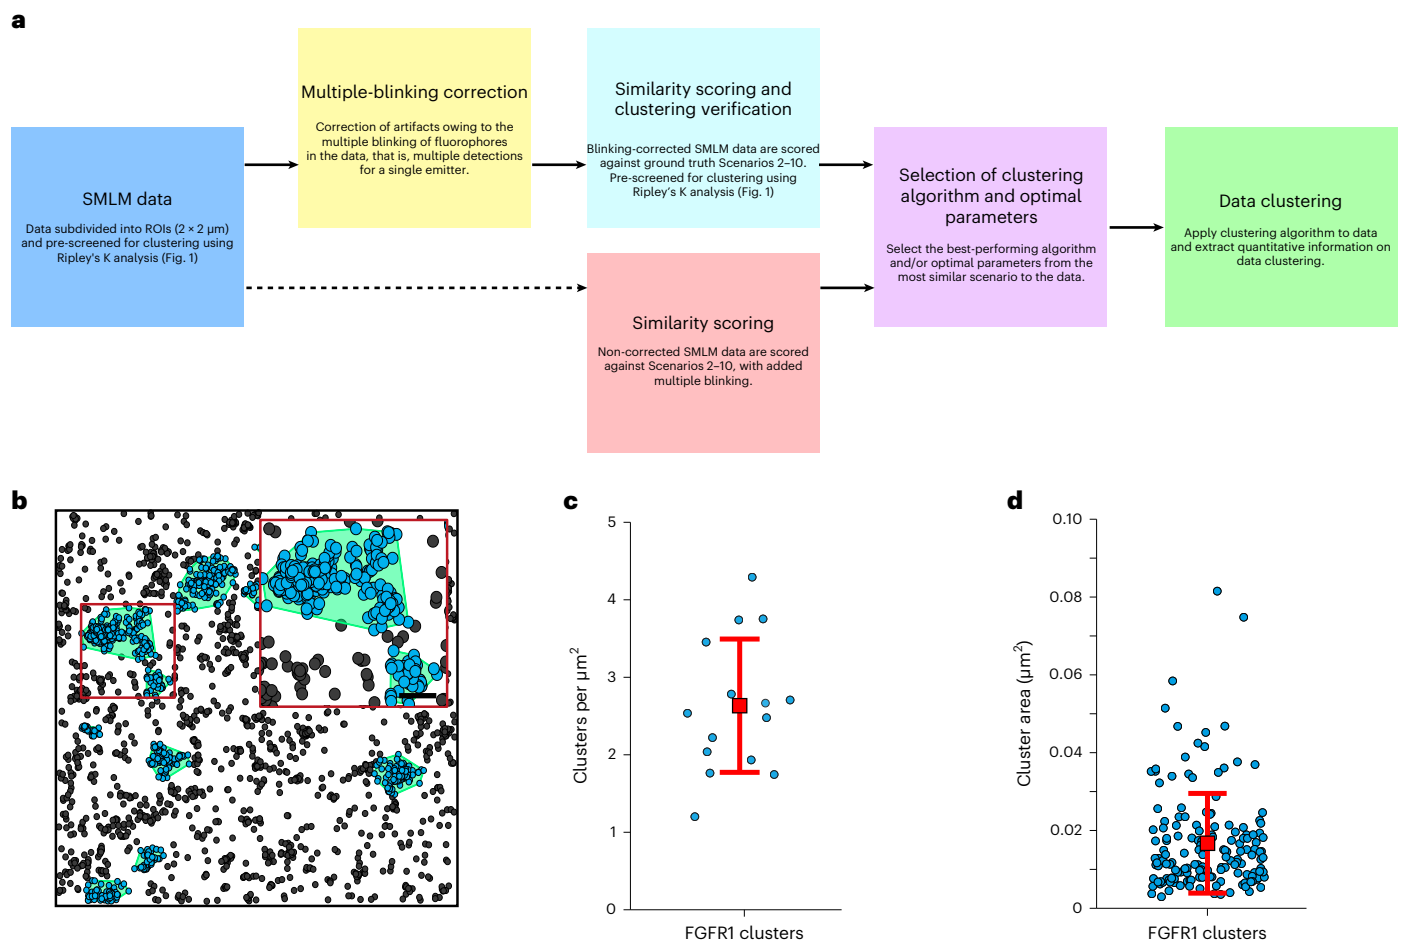 a
SMLM data
Data subdivided into ROIs (2 × 2 µm)
and pre-screened for clustering using
Ripley's K analysis (Fig. 1)
Multiple-blinking correction
Correction of artifacts owing to the
multiple blinking of fluorophores
in the data, that is, multiple detections
for a single emitter.
Similarity scoring and
clustering verification
Blinking-corrected SMLM data are scored
against ground truth Scenarios 2–10.
Pre-screened for clustering using
Ripley's K analysis (Fig. 1)
Similarity scoring
Non-corrected SMLM data are scored
against Scenarios 2–10, with added
multiple blinking.
Selection of clustering
algorithm and optimal
parameters
Select the best-performing algorithm
and/or optimal parameters from the
most similar scenario to the data.
Data clustering
Apply clustering algorithm to data
and extract quantitative information on
data clustering.
b
c
5
4
3
2
1
0
Clusters per µm²
FGFR1 clusters
d
0.10
0.08
0.06
0.04
0.02
0
Cluster area (µm²)
FGFR1 clusters